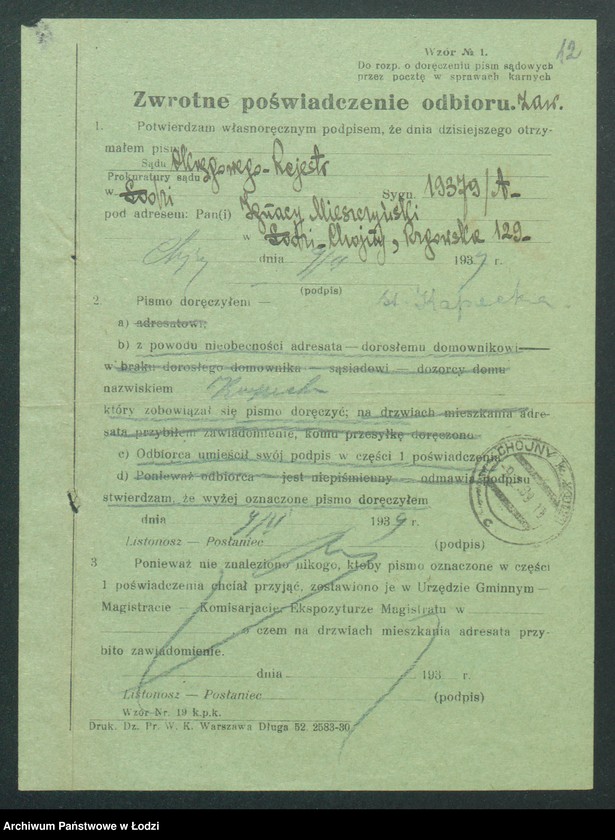 12
Wzór № 1.
Do rozp. o doręczeniu pism sądowych
przez pocztę w sprawach karnych
Zwrotne poświadczenie odbioru. Zaw.
1. Potwierdzam własnoręcznym podpisem, że dnia dzisiejszego otrzy-
małem pismo
Sądu Okręgowego - Rejestr
Prokuratury sądu
w Łodzi Sygn. 19379/A-
pod adresem: Pan(i) Ignacy Mieszczyński
w Łodzi-Chojny, Rzgowska 129-
dnia 1939 r.
(podpis)
2. Pismo doręczyłem —
a) adresatowi;
b) z powodu nieobecności adresata — dorosłemu domownikowi —
w braku dorosłego domownika — sąsiadowi — dozorcy domu
nazwiskiem
który zobowiązał się pismo doręczyć; na drzwiach mieszkania adre-
sata przybiłem zawiadomienie, komu przesyłkę doręczono
c) Odbiorca umieścił swój podpis w części 1 poświadczenia
d) Ponieważ odbiorca — jest niepiśmienny — odmawia podpisu
stwierdzam, że wyżej oznaczone pismo doręczyłem
dnia 1939 r.
Listonosz — Posłaniec (podpis)
CHOJNY
3 Ponieważ nie znaleziono nikogo, ktoby pismo oznaczone w części
1 poświadczenia chciał przyjąć, zostawiono je w Urzędzie Gminnym —
Magistracie — Komisarjacie, Ekspozyturze Magistratu w
o czem na drzwiach mieszkania adresata przy-
bito zawiadomienie.
dnia 193 r.
Listonosz — Posłaniec (podpis)
Wzór Nr. 19 k.p.k.
Druk. Dz. Pr. W. K. Warszawa Długa 52. 2583-30
Archiwum Państwowe w Łodzi